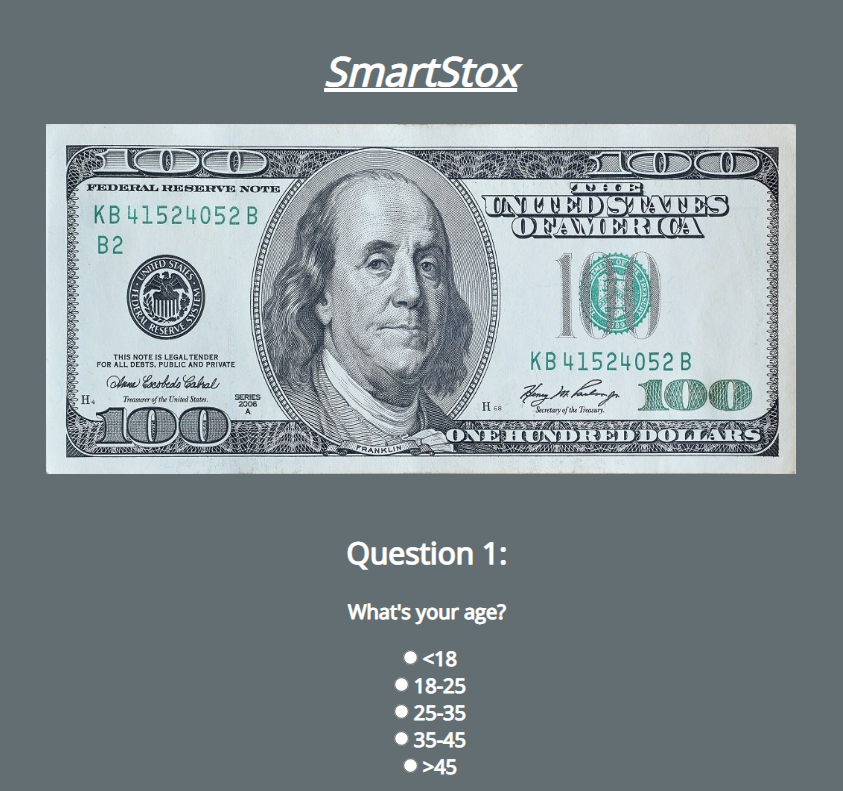 SmartStox
100 100
FEDERAL RESERVE NOTE
THE
UNITED STATES
OF AMERICA
KB 41524052 B
B2
100
UNITED STATES
FEDERAL RESERVE SYSTEM
KB 41524052 B
THIS NOTE IS LEGAL TENDER
FOR ALL DEBTS, PUBLIC AND PRIVATE
Treasurer of the United States.
SERIES
2006
A
H 4
H 68
Secretary of the Treasury.
100
100
FRANKLIN
ONE HUNDRED DOLLARS
Question 1:
What's your age?
<18
18-25
25-35
35-45
>45